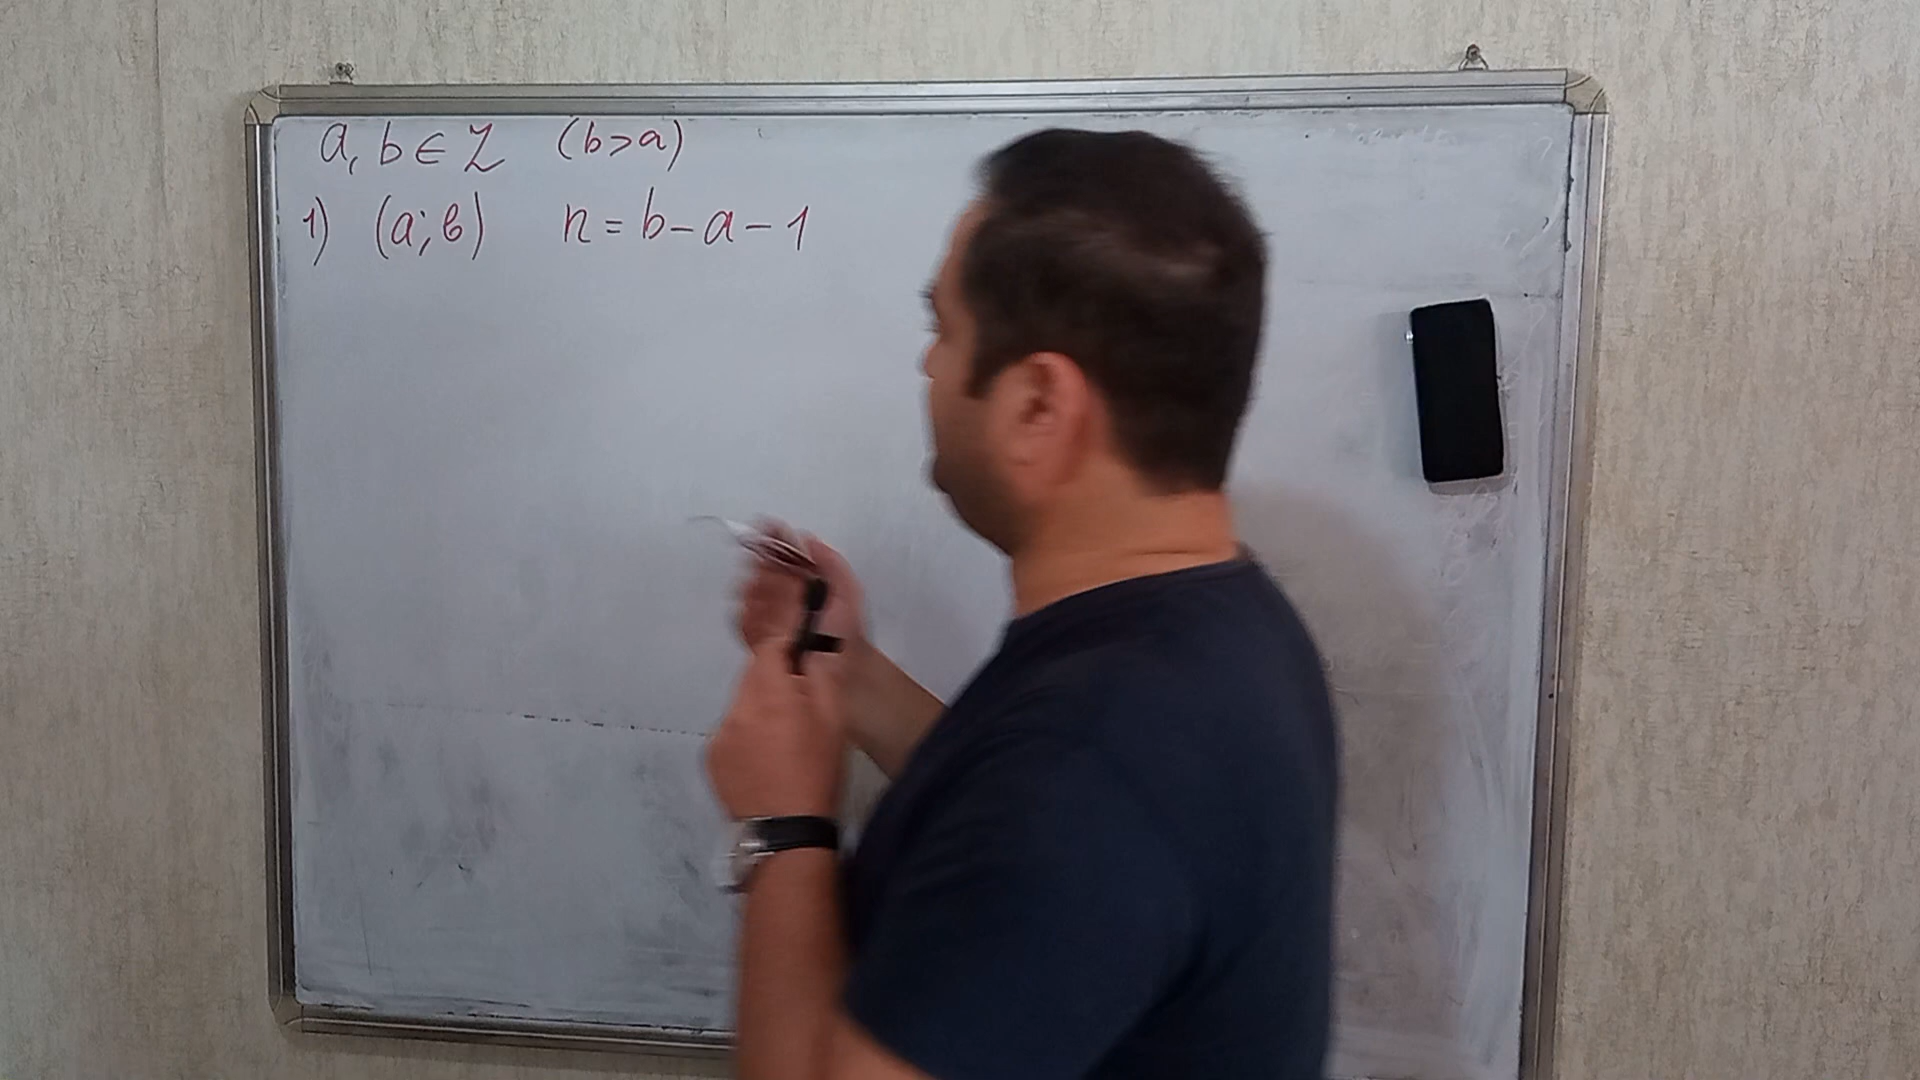 a, b ∈ Z (b>a)
1) (a; b) n = b - a - 1